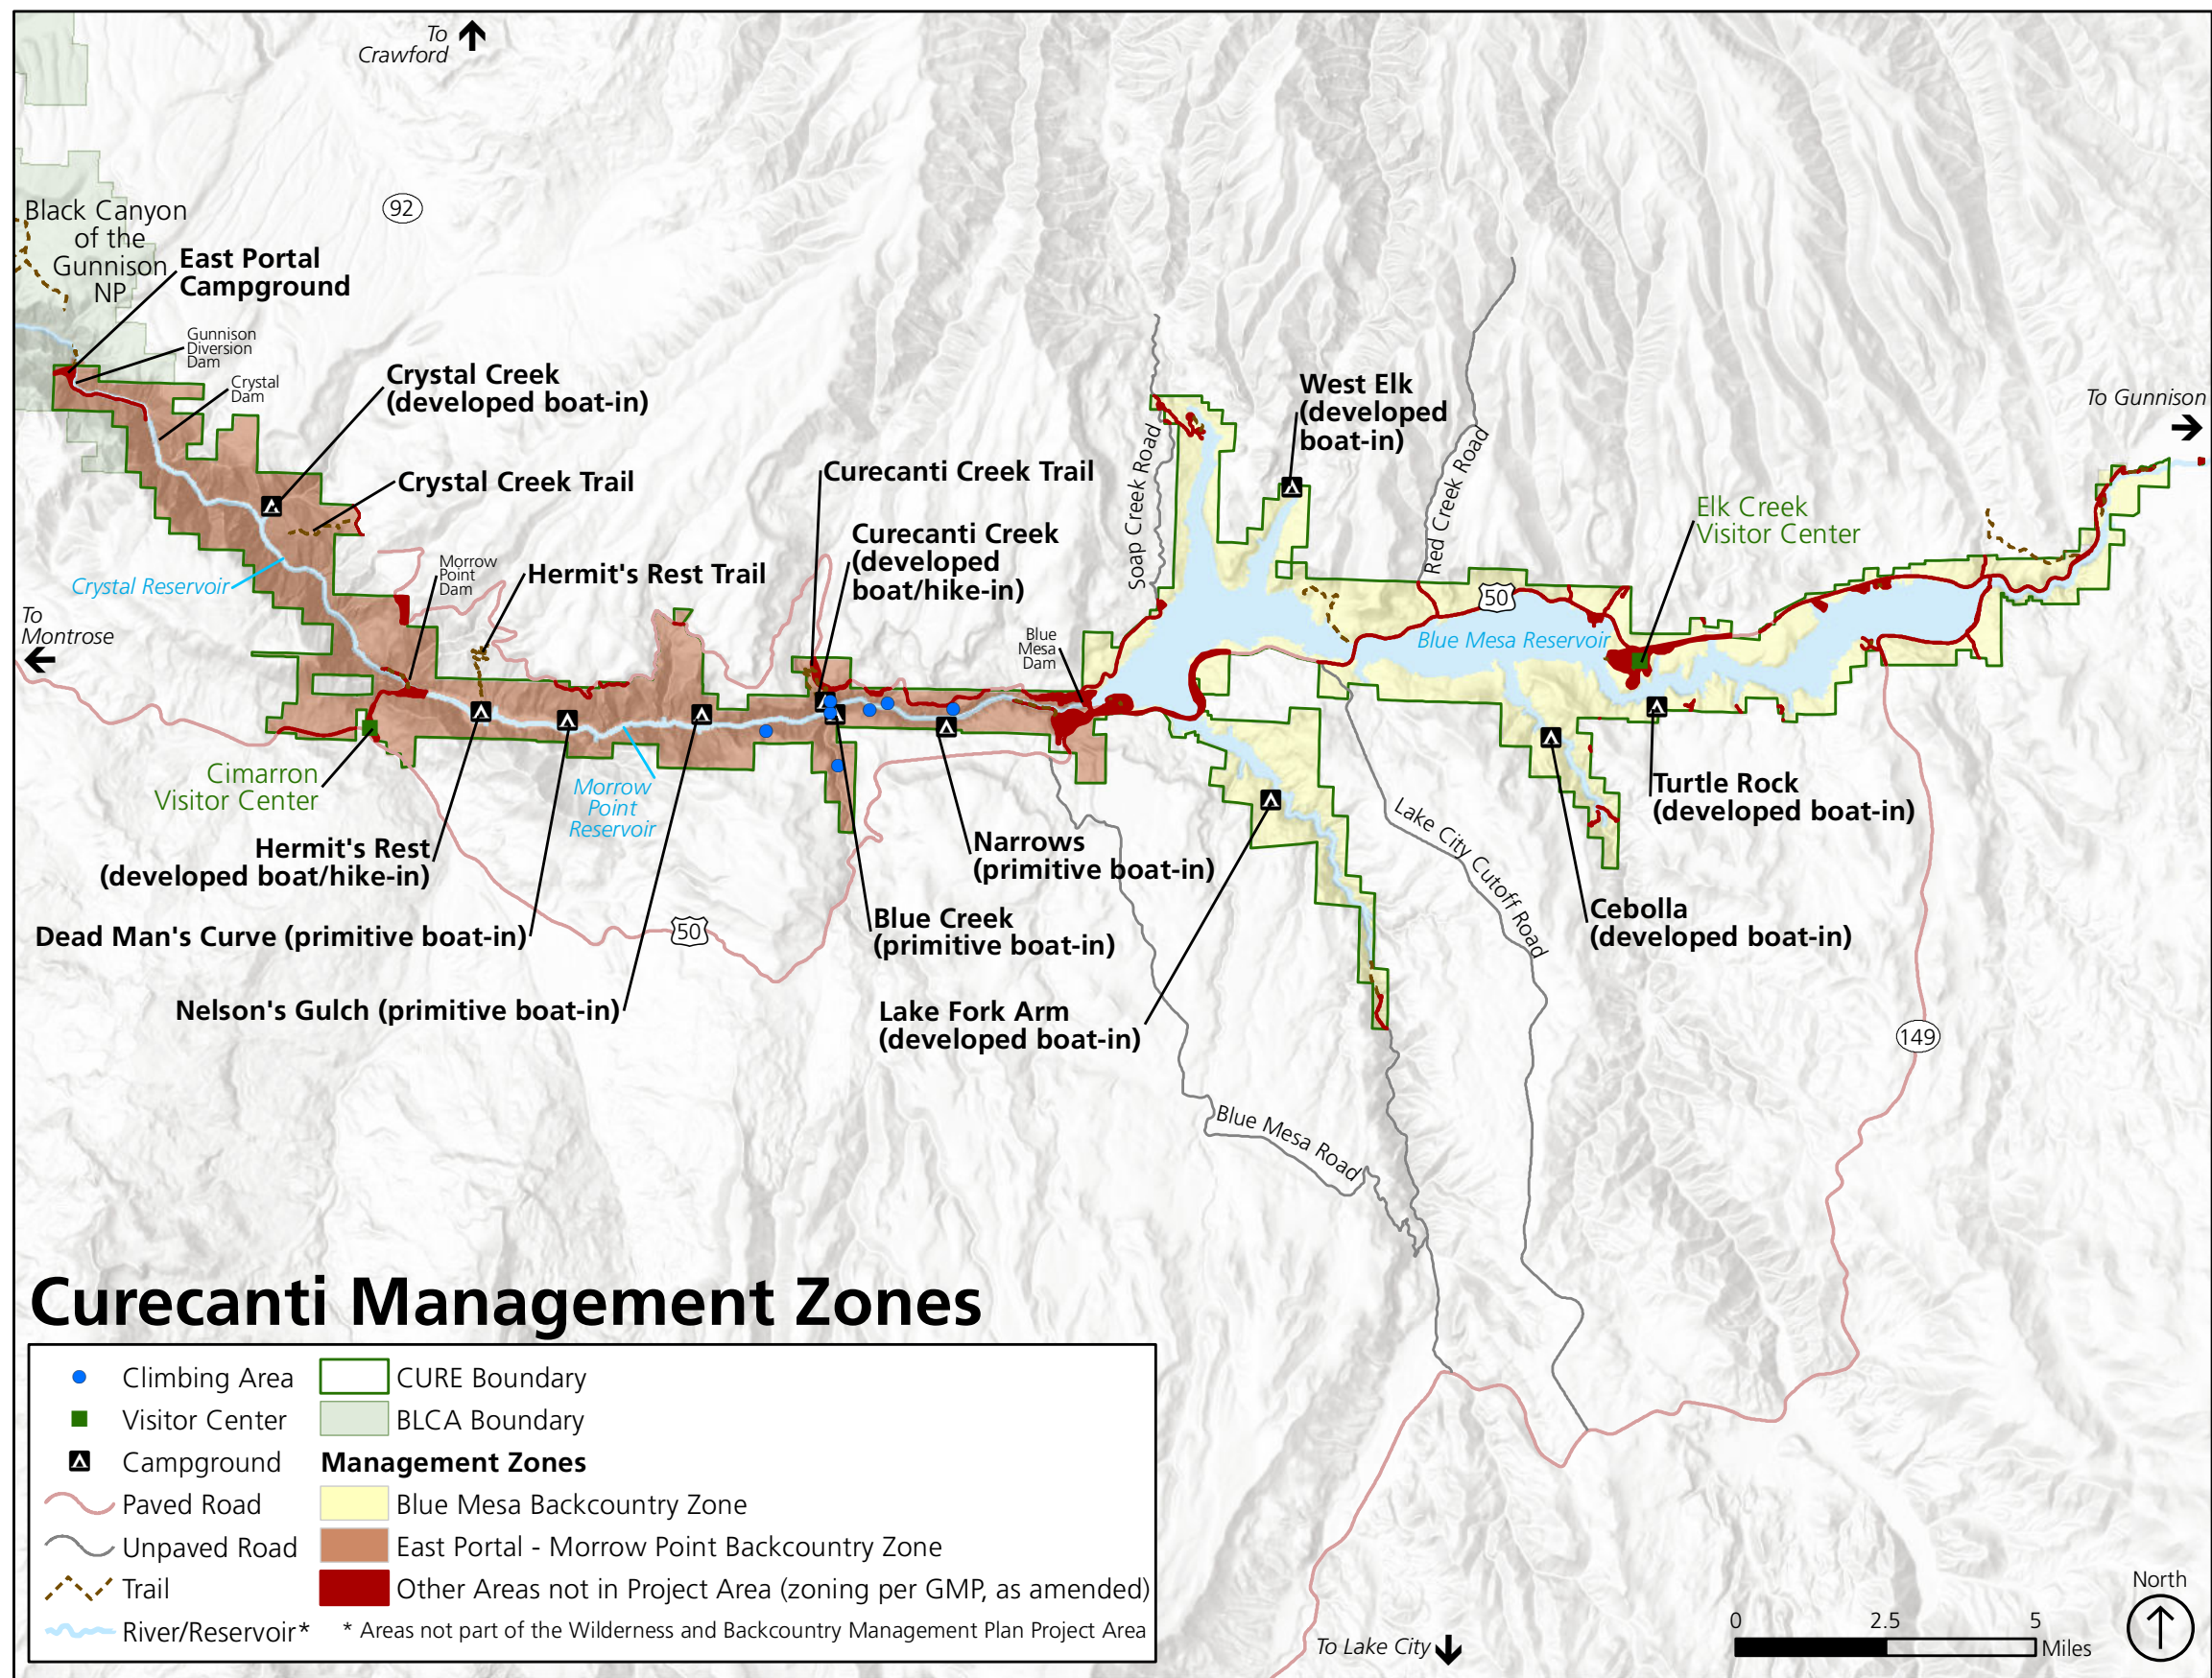 To
Crawford
92
Black Canyon
of the
Gunnison
NP
East Portal
Campground
Gunnison
Diversion
Dam
Crystal
Dam
Crystal Creek
(developed boat-in)
Crystal Creek Trail
Crystal Reservoir
To
Montrose
Morrow
Point
Dam
Hermit's Rest Trail
Curecanti Creek Trail
Curecanti Creek
(developed
boat/hike-in)
Blue
Mesa
Dam
Soap Creek Road
West Elk
(developed
boat-in)
Red Creek Road
50
Blue Mesa Reservoir
Elk Creek
Visitor Center
To Gunnison
Cimarron
Visitor Center
Hermit's Rest
(developed boat/hike-in)
Dead Man's Curve (primitive boat-in)
Nelson's Gulch (primitive boat-in)
Morrow
Point
Reservoir
50
Narrows
(primitive boat-in)
Blue Creek
(primitive boat-in)
Lake Fork Arm
(developed boat-in)
Lake City Cutoff Road
Turtle Rock
(developed boat-in)
Cebolla
(developed boat-in)
149
Blue Mesa Road
Curecanti Management Zones
Climbing Area
Visitor Center
Campground
Paved Road
Unpaved Road
Trail
River/Reservoir*
CURE Boundary
BLCA Boundary
Management Zones
Blue Mesa Backcountry Zone
East Portal - Morrow Point Backcountry Zone
Other Areas not in Project Area (zoning per GMP, as amended)
* Areas not part of the Wilderness and Backcountry Management Plan Project Area
To Lake City
0 2.5 5
Miles
North